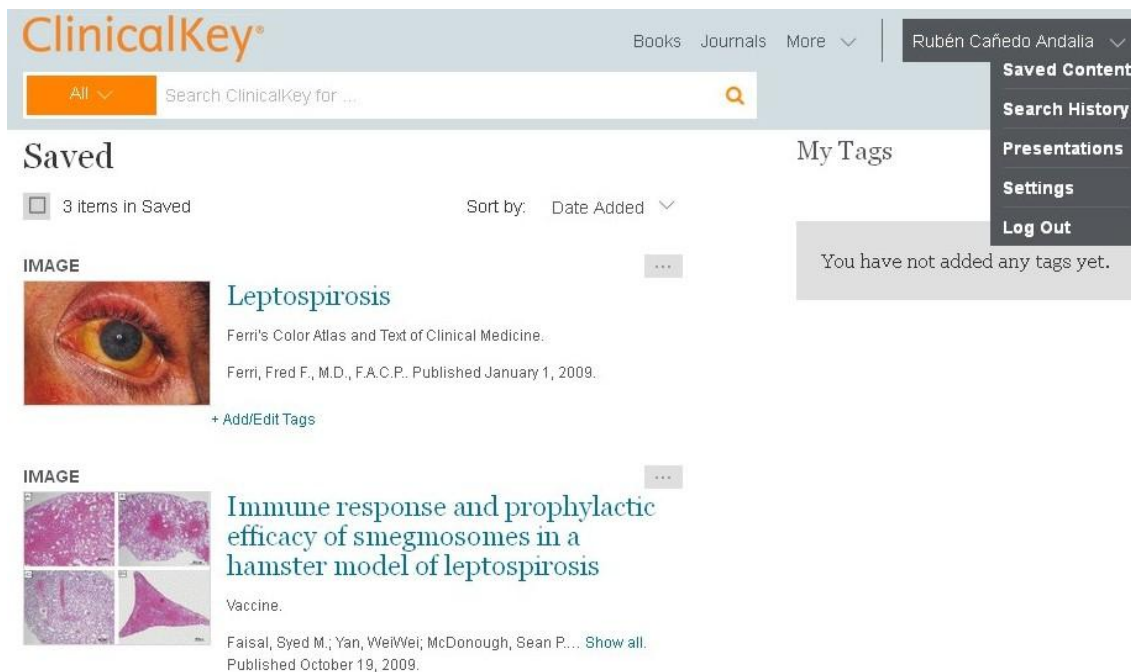 ClinicalKey®
Books Journals More
Rubén Cañedo Andalia
Saved Content
Search History
Presentations
Settings
Log Out
All
Search ClinicalKey for ...
Saved
My Tags
3 items in Saved
Sort by: Date Added
You have not added any tags yet.
IMAGE
...
Leptospirosis
Ferri's Color Atlas and Text of Clinical Medicine.
Ferri, Fred F., M.D., F.A.C.P.. Published January 1, 2009.
+ Add/Edit Tags
IMAGE
...
Immune response and prophylactic
efficacy of smegmosomes in a
hamster model of leptospirosis
Vaccine.
Faisal, Syed M.; Yan, WeiWei; McDonough, Sean P.... Show all.
Published October 19, 2009.